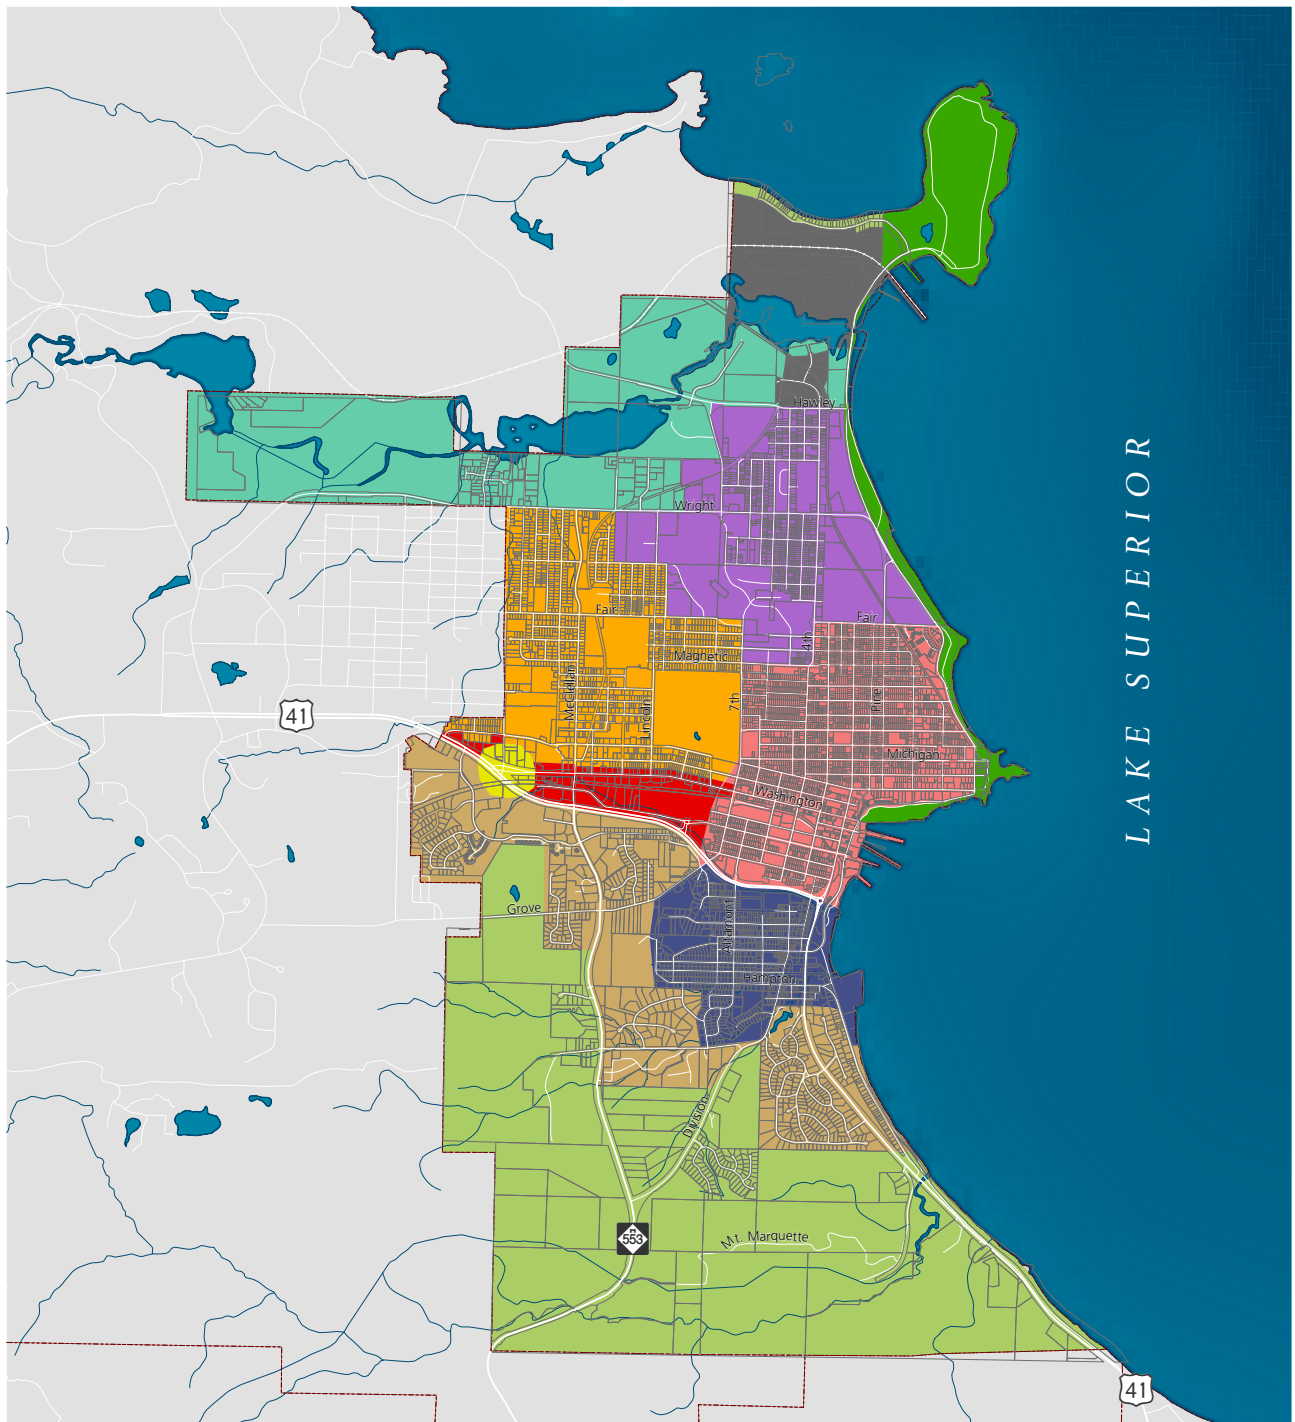 Hawley
Wright
Fair
Fair
4th
Magnetic
McClellan
Lincoln
7th
Pine
41
Michigan
Washington
LAKE SUPERIOR
Grove
Altamont
Hampton
Division
M
553
Mt. Marquette
41